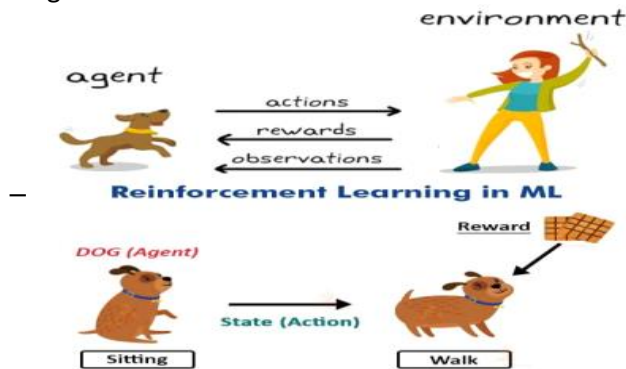 environment
agent
actions
rewards
observations
Reinforcement Learning in ML
Reward
DOG (Agent)
State (Action)
Sitting
Walk